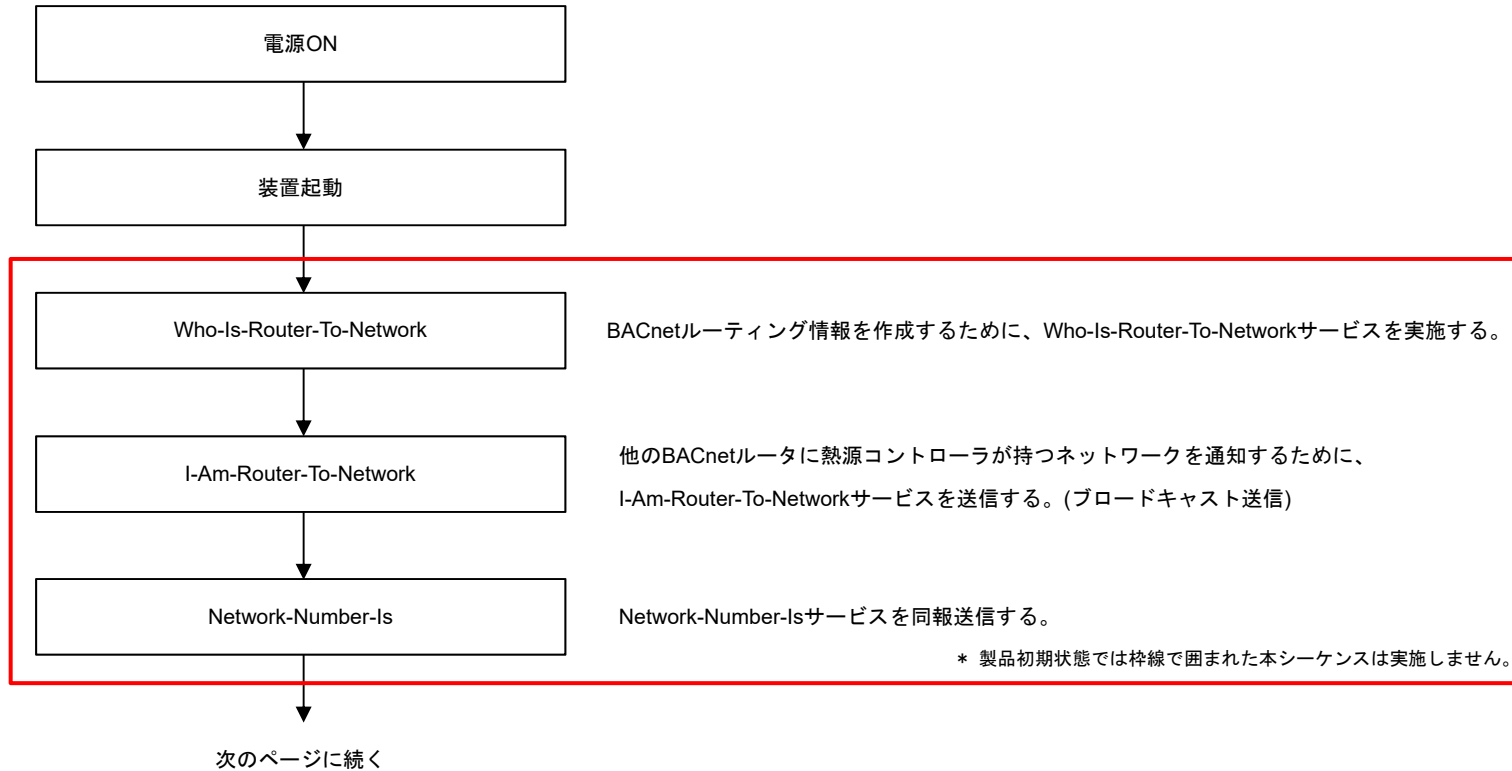 電源ON
装置起動
Who-Is-Router-To-Network
BACnetルーティング情報を作成するために、Who-Is-Router-To-Networkサービスを実施する。
I-Am-Router-To-Network
他のBACnetルータに熱源コントローラが持つネットワークを通知するために、
I-Am-Router-To-Networkサービスを送信する。(ブロードキャスト送信)
Network-Number-Is
Network-Number-Isサービスを同報送信する。
* 製品初期状態では枠線で囲まれた本シーケンスは実施しません。
次のページに続く